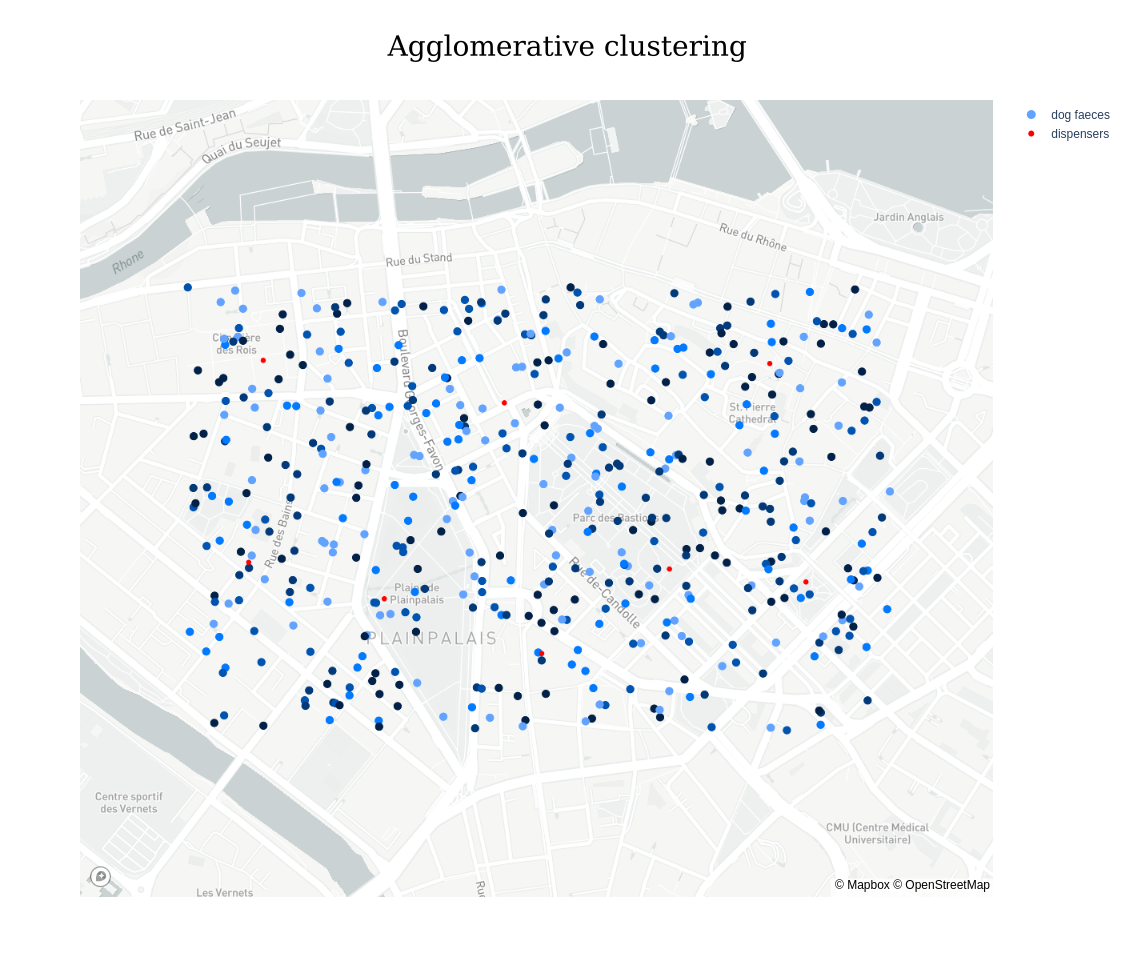 Agglomerative clustering
dog faeces
dispensers
Rue de Saint-Jean
Quai du Seujet
Jardin Anglais
Rue du Rhône
Rue du Stand
Rhone
des Rois
Boulevard Georges-Favon
St. Pierre
Cathedral
Rue des Bains
Parc des Bastions
Plaine de
Plainpalais
Rue-de-Candolle
PLAINPALAIS
Centre sportif
des Vernets
CMU (Centre Médical
Universitaire)
Les Vernets
Rue
© Mapbox © OpenStreetMap